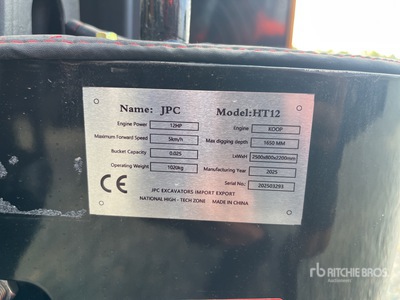 Name: JPC Model:HT12
Engine Power 12HP Engine KOOP
Maximum Forward Speed 5km/h Max digging depth 1650 MM
Bucket Capacity 0.025 LxWxH 2500x800x2200mm
Operating Weight 1020kg Manufacturing Year 2025
Serial No.: 202503293
CE
JPC EXCAVATORS IMPORT EXPORT
NATIONAL HIGH - TECH ZONE MADE IN CHINA
rb RITCHIE BROS.